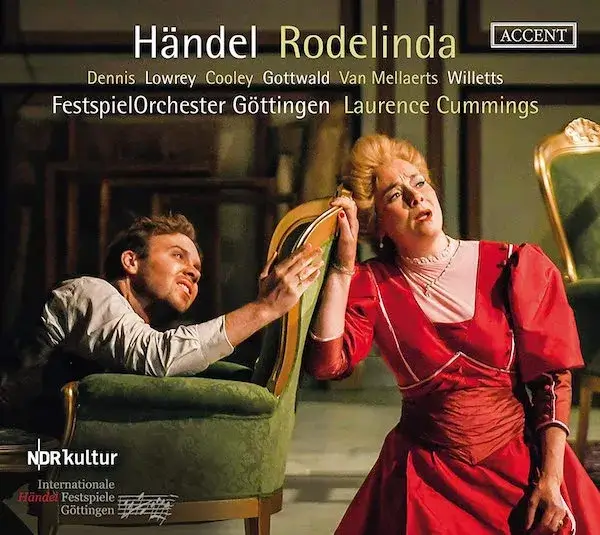 Händel Rodelinda
ACCENT
Dennis Lowrey Cooley Gottwald Van Mellaerts Willetts
FestspielOrchester Göttingen Laurence Cummings
NDR kultur
Internationale
Händel Festspiele
Göttingen